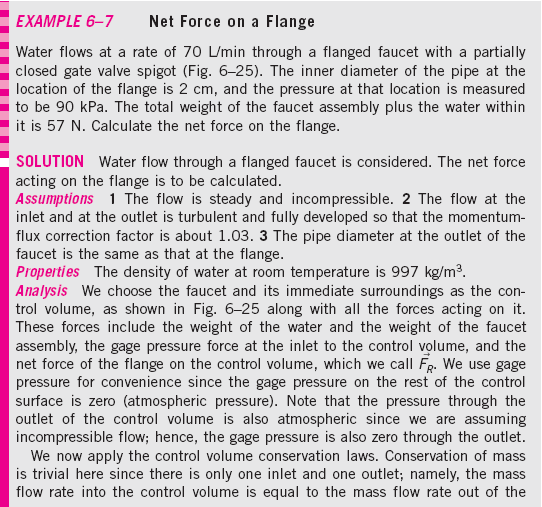 EXAMPLE 6–7 Net Force on a Flange
Water flows at a rate of 70 L/min through a flanged faucet with a partially
closed gate valve spigot (Fig. 6–25). The inner diameter of the pipe at the
location of the flange is 2 cm, and the pressure at that location is measured
to be 90 kPa. The total weight of the faucet assembly plus the water within
it is 57 N. Calculate the net force on the flange.
SOLUTION Water flow through a flanged faucet is considered. The net force
acting on the flange is to be calculated.
Assumptions 1 The flow is steady and incompressible. 2 The flow at the
inlet and at the outlet is turbulent and fully developed so that the momentum-
flux correction factor is about 1.03. 3 The pipe diameter at the outlet of the
faucet is the same as that at the flange.
Properties The density of water at room temperature is 997 kg/m³.
Analysis We choose the faucet and its immediate surroundings as the con-
trol volume, as shown in Fig. 6–25 along with all the forces acting on it.
These forces include the weight of the water and the weight of the faucet
assembly, the gage pressure force at the inlet to the control volume, and the
net force of the flange on the control volume, which we call F⃗_R. We use gage
pressure for convenience since the gage pressure on the rest of the control
surface is zero (atmospheric pressure). Note that the pressure through the
outlet of the control volume is also atmospheric since we are assuming
incompressible flow; hence, the gage pressure is also zero through the outlet.
We now apply the control volume conservation laws. Conservation of mass
is trivial here since there is only one inlet and one outlet; namely, the mass
flow rate into the control volume is equal to the mass flow rate out of the